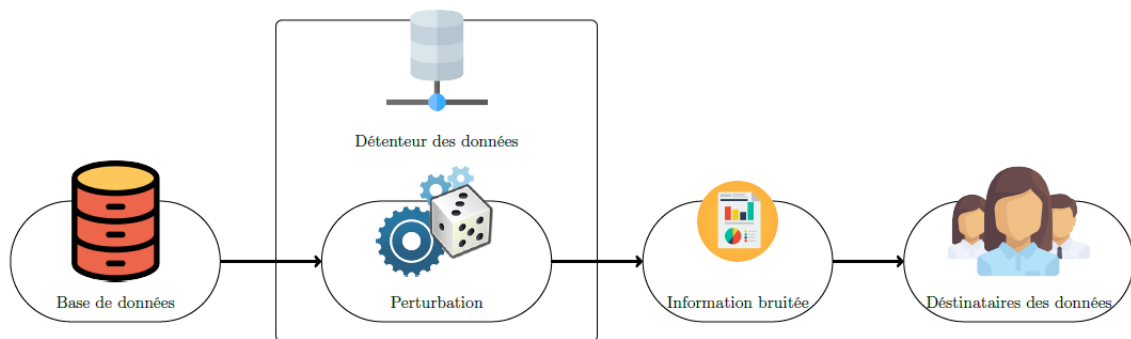 Détenteur des données
Base de données
Perturbation
Information bruitée
Déstinataires des données